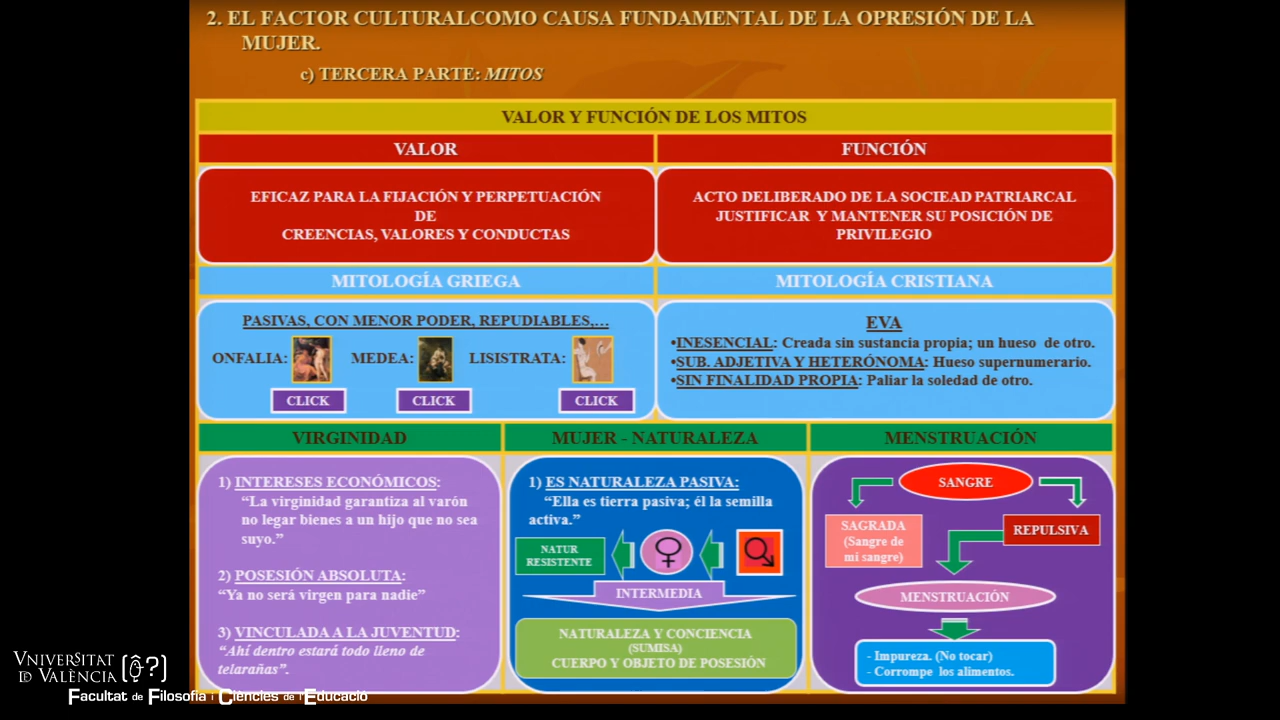 2. EL FACTOR CULTURALCOMO CAUSA FUNDAMENTAL DE LA OPRESIÓN DE LA
MUJER.
c) TERCERA PARTE: MITOS
VALOR Y FUNCIÓN DE LOS MITOS
VALOR
FUNCIÓN
EFICAZ PARA LA FIJACIÓN Y PERPETUACIÓN
DE
CREENCIAS, VALORES Y CONDUCTAS
ACTO DELIBERADO DE LA SOCIEAD PATRIARCAL
JUSTIFICAR Y MANTENER SU POSICIÓN DE
PRIVILEGIO
MITOLOGÍA GRIEGA
MITOLOGÍA CRISTIANA
PASIVAS, CON MENOR PODER, REPUDIABLES,...
ONFALIA: MEDEA: LISISTRATA:
CLICK CLICK CLICK
EVA
•INESENCIAL: Creada sin sustancia propia; un hueso de otro.
•SUB. ADJETIVA Y HETERÓNOMA: Hueso supernumerario.
•SIN FINALIDAD PROPIA: Paliar la soledad de otro.
VIRGINIDAD
MUJER - NATURALEZA
MENSTRUACIÓN
1) INTERESES ECONÓMICOS:
“La virginidad garantiza al varón
no legar bienes a un hijo que no sea
suyo.”
2) POSESIÓN ABSOLUTA:
“Ya no será virgen para nadie”
3) VINCULADA A LA JUVENTUD:
“Ahí dentro estará todo lleno de
telarañas”.
1) ES NATURALEZA PASIVA:
“Ella es tierra pasiva; él la semilla
activa.”
NATUR
RESISTENTE
INTERMEDIA
NATURALEZA Y CONCIENCIA
(SUMISA)
CUERPO Y OBJETO DE POSESIÓN
SANGRE
SAGRADA
(Sangre de
mi sangre)
REPULSIVA
MENSTRUACIÓN
- Impureza. (No tocar)
- Corrompe los alimentos.
VNIVERSITAT
DE VALÈNCIA
Facultat de Filosofia i Ciències de l'Educació